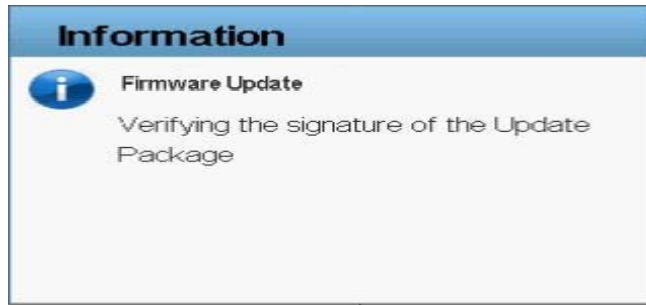 Information
Firmware Update
Verifying the signature of the Update
Package